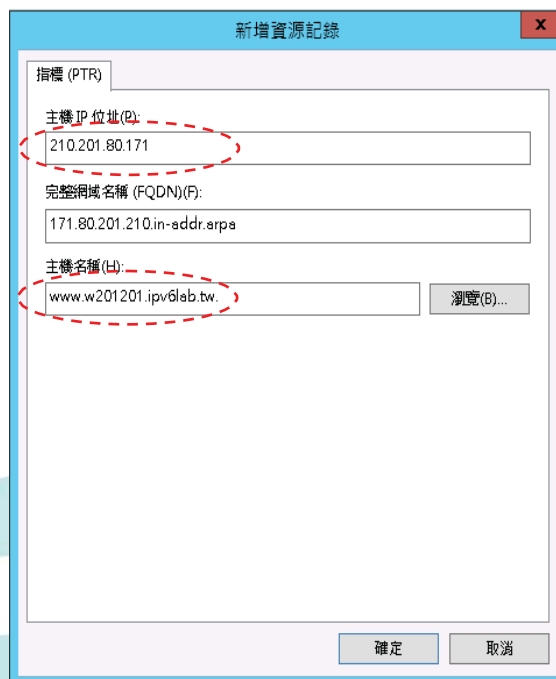 新增資源記錄
x
指標 (PTR)
主機 IP 位址(P):
210.201.80.171
完整網域名稱 (FQDN)(F):
171.80.201.210.in-addr.arpa
主機名稱(H):
www.w201201.ipv6lab.tw.
瀏覽(B)...
確定
取消